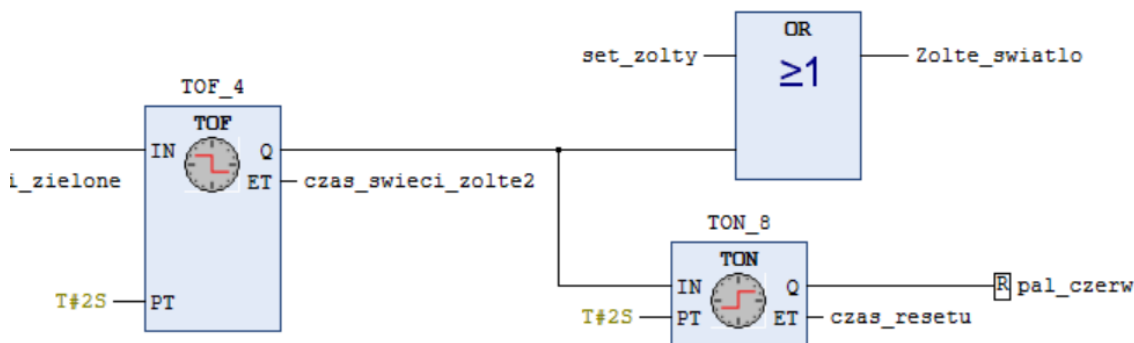 OR
set_zolty
≥1
Zolte_swiatlo
TOF_4
TOF
IN
Q
i_zielone
ET
czas_swieci_zolte2
T#2S
PT
TON_8
TON
IN
Q
R
pal_czerw
T#2S
PT
ET
czas_resetu